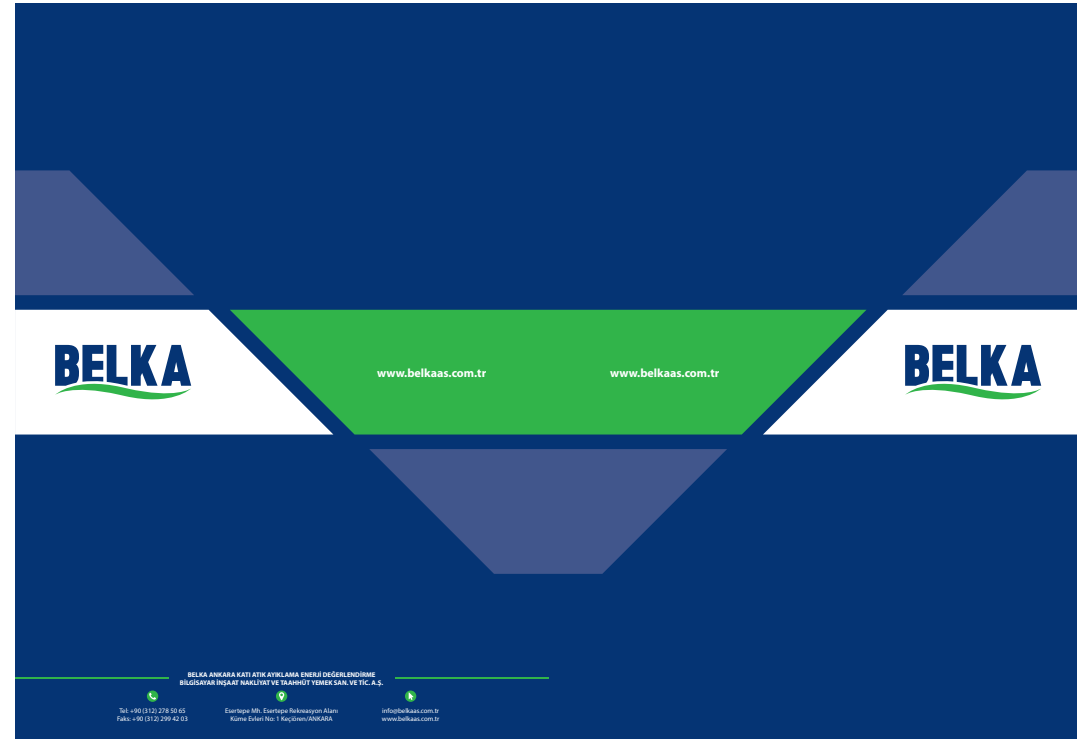 BELKA
www.belkaas.com.tr
www.belkaas.com.tr
BELKA
BELKA ANKARA KATI ATIK AYIKLAMA ENERJİ DEĞERLENDİRME
BİLGİSAYAR İNŞAAT NAKLİYAT VE TAAHHÜT YEMEK SAN. VE TİC. A.Ş.
Tel: +90 (312) 278 50 65
Faks: +90 (312) 299 42 03
Esertepe Mh. Esertepe Rekreasyon Alanı
Küme Evleri No: 1 Keçiören/ANKARA
info@belkaas.com.tr
www.belkaas.com.tr